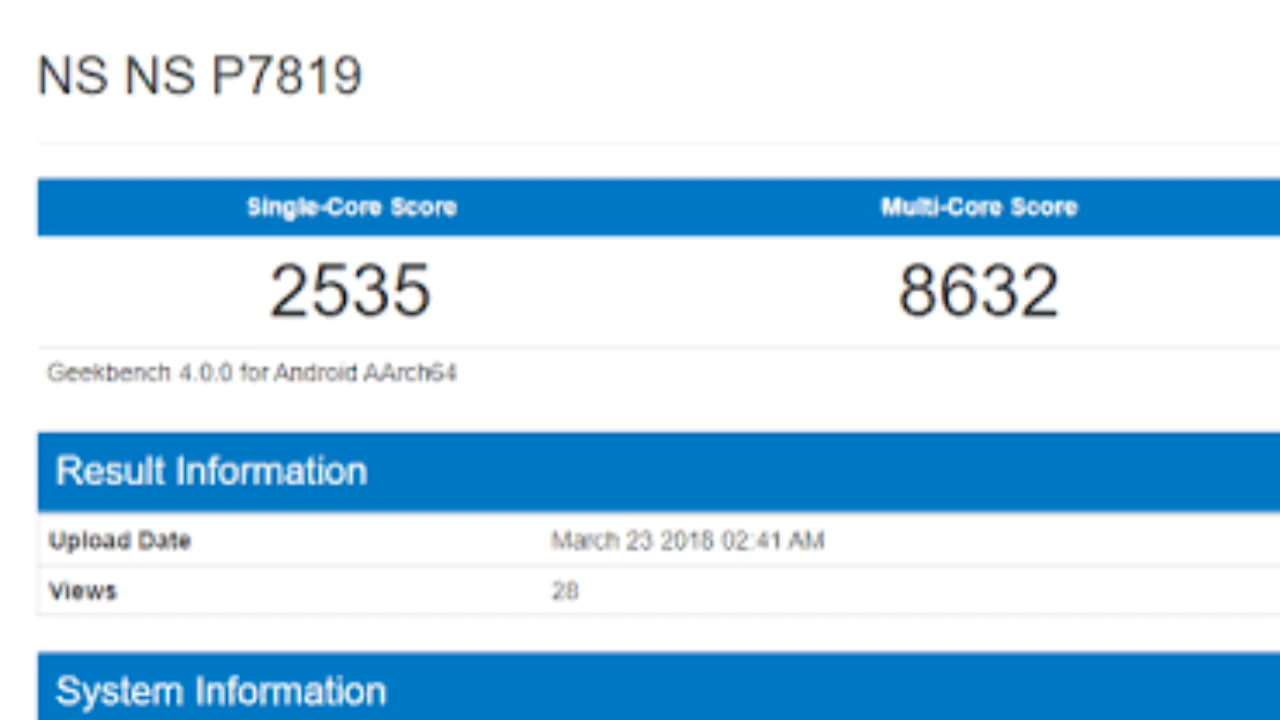 NS NS P7819
Single-Core Score Multi-Core Score
2535 8632
Geekbench 4.0.0 for Android AArch64
Result Information
Upload Date March 23 2018 02:41 AM
Views 28
System Information